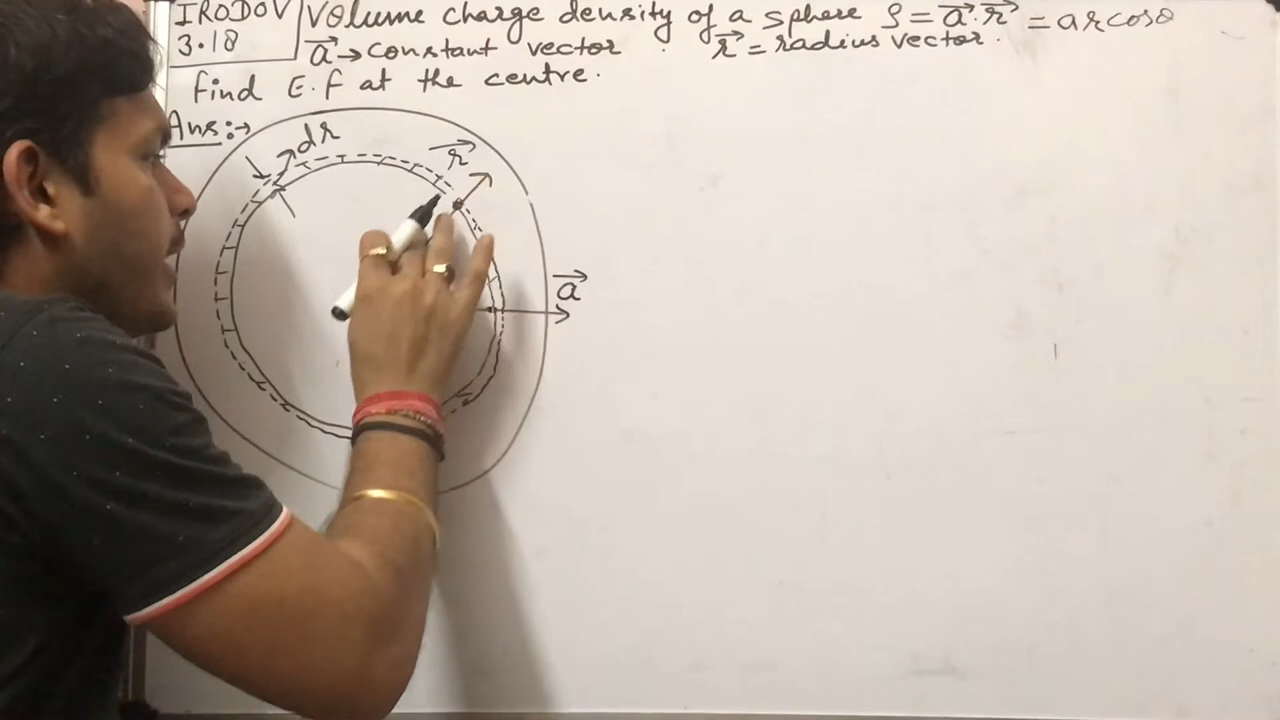 IRODOV
3.18
Volume charge density of a sphere ρ = a⃗.r⃗ = ar cosθ
a⃗ → constant vector. r⃗ = radius vector.
find E.f at the centre.
Ans:→
dr
r⃗
a⃗